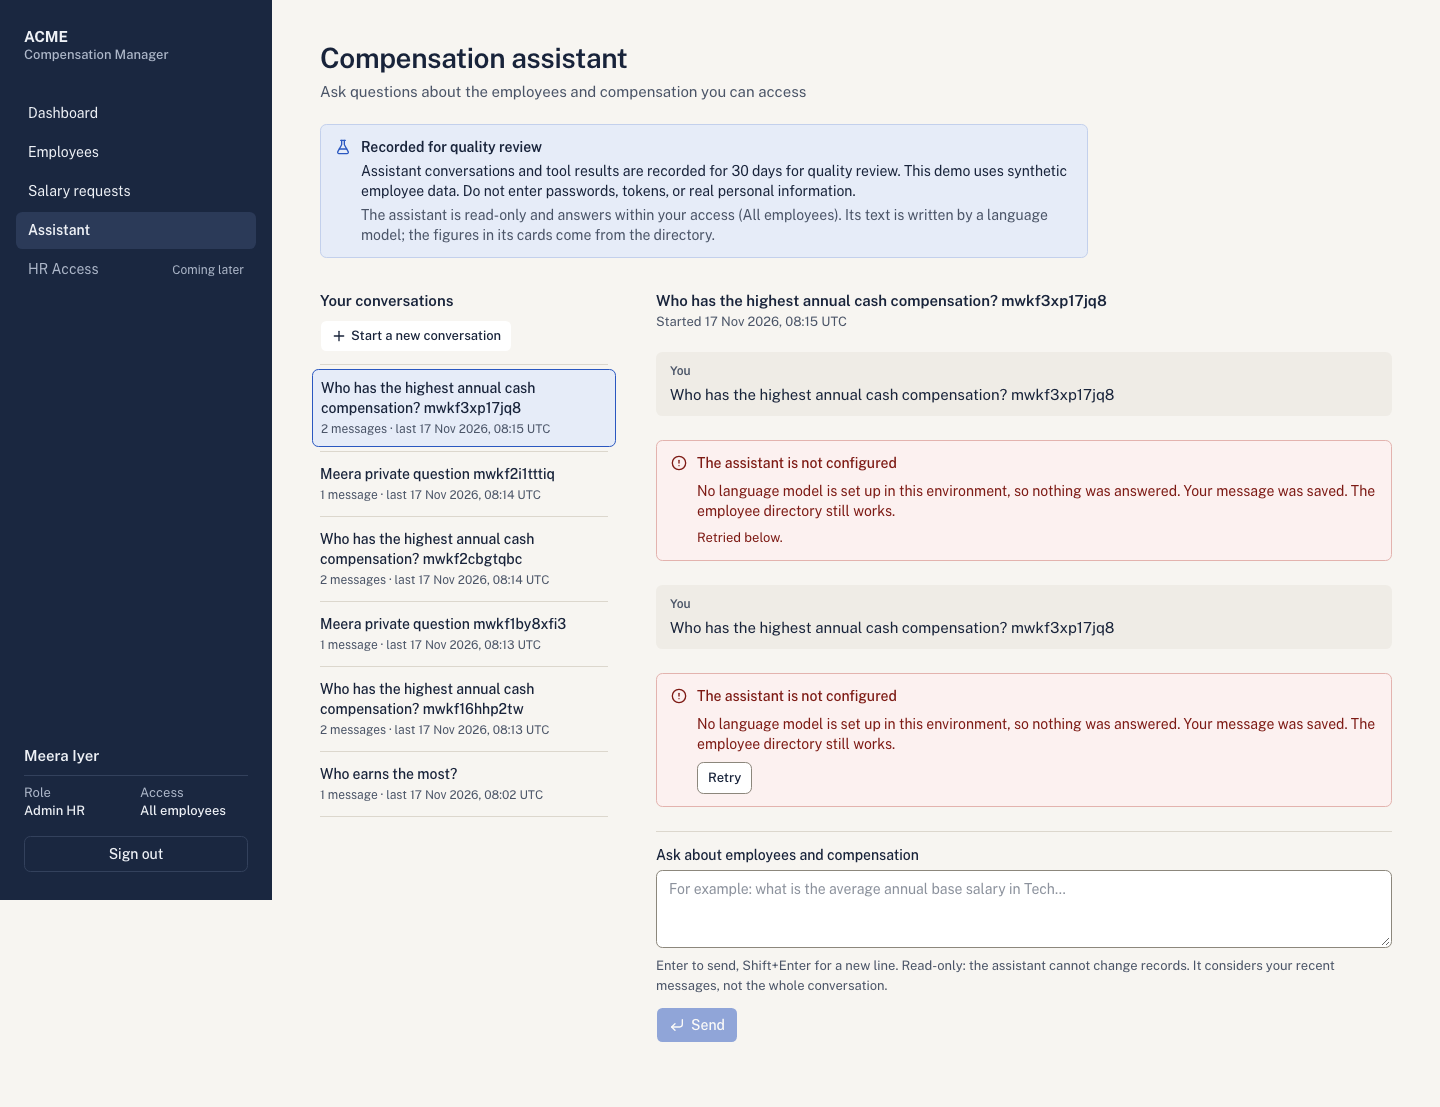 ACME
Compensation Manager
Dashboard
Employees
Salary requests
Assistant
HR Access
Coming later
Meera Iyer
Role
Access
Admin HR
All employees
Sign out
Compensation assistant
Ask questions about the employees and compensation you can access
Recorded for quality review
Assistant conversations and tool results are recorded for 30 days for quality review. This demo uses synthetic
employee data. Do not enter passwords, tokens, or real personal information.
The assistant is read-only and answers within your access (All employees). Its text is written by a language
model; the figures in its cards come from the directory.
Your conversations
Start a new conversation
Who has the highest annual cash
compensation? mwkf3xp17jq8
2 messages · last 17 Nov 2026, 08:15 UTC
Meera private question mwkf2i1tttiq
1 message · last 17 Nov 2026, 08:14 UTC
Who has the highest annual cash
compensation? mwkf2cbgtqbc
2 messages · last 17 Nov 2026, 08:14 UTC
Meera private question mwkf1by8xfi3
1 message · last 17 Nov 2026, 08:13 UTC
Who has the highest annual cash
compensation? mwkf16hhp2tw
2 messages · last 17 Nov 2026, 08:13 UTC
Who earns the most?
1 message · last 17 Nov 2026, 08:02 UTC
Who has the highest annual cash compensation? mwkf3xp17jq8
Started 17 Nov 2026, 08:15 UTC
You
Who has the highest annual cash compensation? mwkf3xp17jq8
The assistant is not configured
No language model is set up in this environment, so nothing was answered. Your message was saved. The
employee directory still works.
Retried below.
You
Who has the highest annual cash compensation? mwkf3xp17jq8
The assistant is not configured
No language model is set up in this environment, so nothing was answered. Your message was saved. The
employee directory still works.
Retry
Ask about employees and compensation
For example: what is the average annual base salary in Tech...
Enter to send, Shift+Enter for a new line. Read-only: the assistant cannot change records. It considers your recent
messages, not the whole conversation.
Send